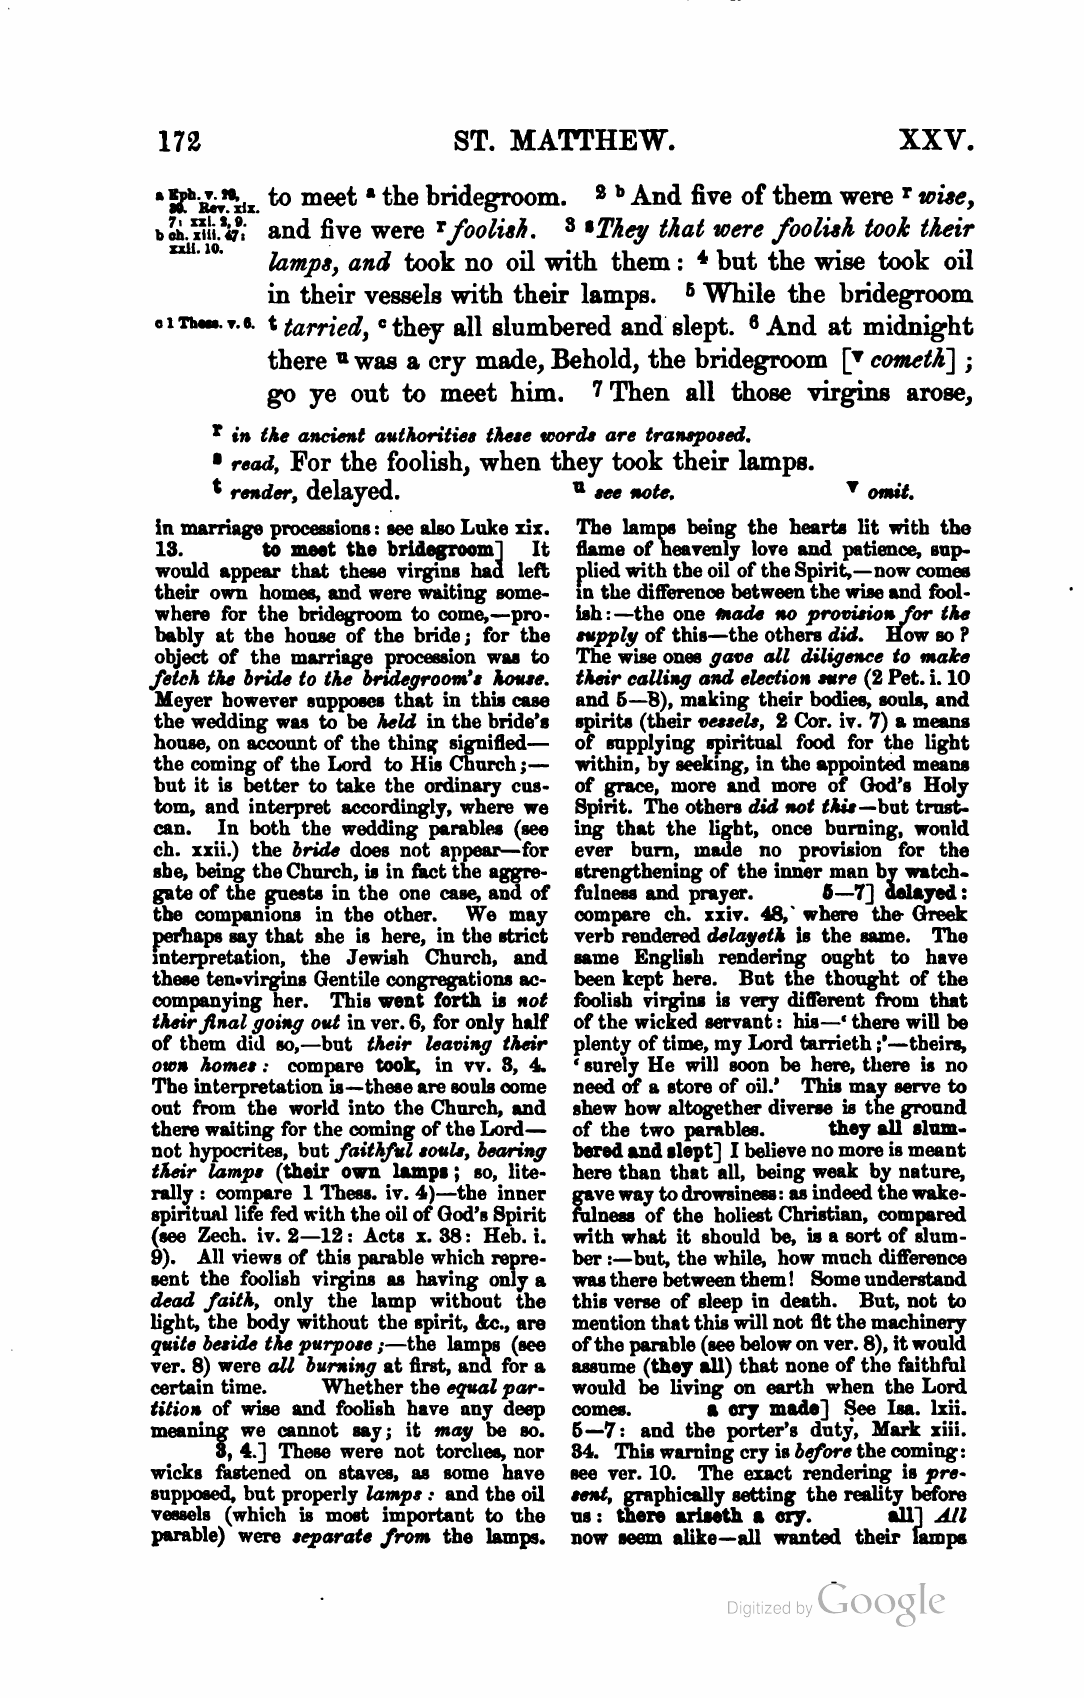 172 ST. MATTHEW. XXV.
a Eph. v. 29,
30. Rev. xix.
7; xxi. 2, 9.
b ch. xiii. 47;
xxii. 10.
c 1 Thess. v. 6.
to meet a the bridegroom. 2 b And five of them were r wise,
and five were r foolish. 3 s They that were foolish took their
lamps, and took no oil with them : 4 but the wise took oil
in their vessels with their lamps. 5 While the bridegroom
t tarried, c they all slumbered and slept. 6 And at midnight
there u was a cry made, Behold, the bridegroom [v cometh] ;
go ye out to meet him. 7 Then all those virgins arose,
r in the ancient authorities these words are transposed.
s read, For the foolish, when they took their lamps.
t render, delayed. u see note. v omit.
in marriage processions: see also Luke xix.
13. to meet the bridegroom] It
would appear that these virgins had left
their own homes, and were waiting some-
where for the bridegroom to come,—pro-
bably at the house of the bride; for the
object of the marriage procession was to
fetch the bride to the bridegroom's house.
Meyer however supposes that in this case
the wedding was to be held in the bride's
house, on account of the thing signified—
the coming of the Lord to His Church;—
but it is better to take the ordinary cus-
tom, and interpret accordingly, where we
can. In both the wedding parables (see
ch. xxii.) the bride does not appear—for
she, being the Church, is in fact the aggre-
gate of the guests in the one case, and of
the companions in the other. We may
perhaps say that she is here, in the strict
interpretation, the Jewish Church, and
these ten-virgins Gentile congregations ac-
companying her. This went forth is not
their final going out in ver. 6, for only half
of them did so,—but their leaving their
own homes: compare took, in vv. 3, 4.
The interpretation is—these are souls come
out from the world into the Church, and
there waiting for the coming of the Lord—
not hypocrites, but faithful souls, bearing
their lamps (their own lamps; so, lite-
rally: compare 1 Thess. iv. 4)—the inner
spiritual life fed with the oil of God's Spirit
(see Zech. iv. 2—12: Acts x. 38: Heb. i.
9). All views of this parable which repre-
sent the foolish virgins as having only a
dead faith, only the lamp without the
light, the body without the spirit, &c., are
quite beside the purpose;—the lamps (see
ver. 8) were all burning at first, and for a
certain time. Whether the equal par-
tition of wise and foolish have any deep
meaning we cannot say; it may be so.
3, 4.] These were not torches, nor
wicks fastened on staves, as some have
supposed, but properly lamps: and the oil
vessels (which is most important to the
parable) were separate from the lamps.
The lamps being the hearts lit with the
flame of heavenly love and patience, sup-
plied with the oil of the Spirit,—now comes
in the difference between the wise and fool-
ish:—the one made no provision for the
supply of this—the others did. How so?
The wise ones gave all diligence to make
their calling and election sure (2 Pet. i. 10
and 5—8), making their bodies, souls, and
spirits (their vessels, 2 Cor. iv. 7) a means
of supplying spiritual food for the light
within, by seeking, in the appointed means
of grace, more and more of God's Holy
Spirit. The others did not this—but trust-
ing that the light, once burning, would
ever burn, made no provision for the
strengthening of the inner man by watch-
fulness and prayer. 5—7] delayed:
compare ch. xxiv. 48, where the Greek
verb rendered delayeth is the same. The
same English rendering ought to have
been kept here. But the thought of the
foolish virgins is very different from that
of the wicked servant: his—‘there will be
plenty of time, my Lord tarrieth;’—theirs,
‘surely He will soon be here, there is no
need of a store of oil.’ This may serve to
shew how altogether diverse is the ground
of the two parables. they all slum-
bered and slept] I believe no more is meant
here than that all, being weak by nature,
gave way to drowsiness: as indeed the wake-
fulness of the holiest Christian, compared
with what it should be, is a sort of slum-
ber:—but, the while, how much difference
was there between them! Some understand
this verse of sleep in death. But, not to
mention that this will not fit the machinery
of the parable (see below on ver. 8), it would
assume (they all) that none of the faithful
would be living on earth when the Lord
comes. a cry made] See Isa. lxii.
5—7: and the porter's duty, Mark xiii.
34. This warning cry is before the coming:
see ver. 10. The exact rendering is pre-
sent, graphically setting the reality before
us: there ariseth a cry. all] All
now seem alike—all wanted their lamps
Digitized by Google